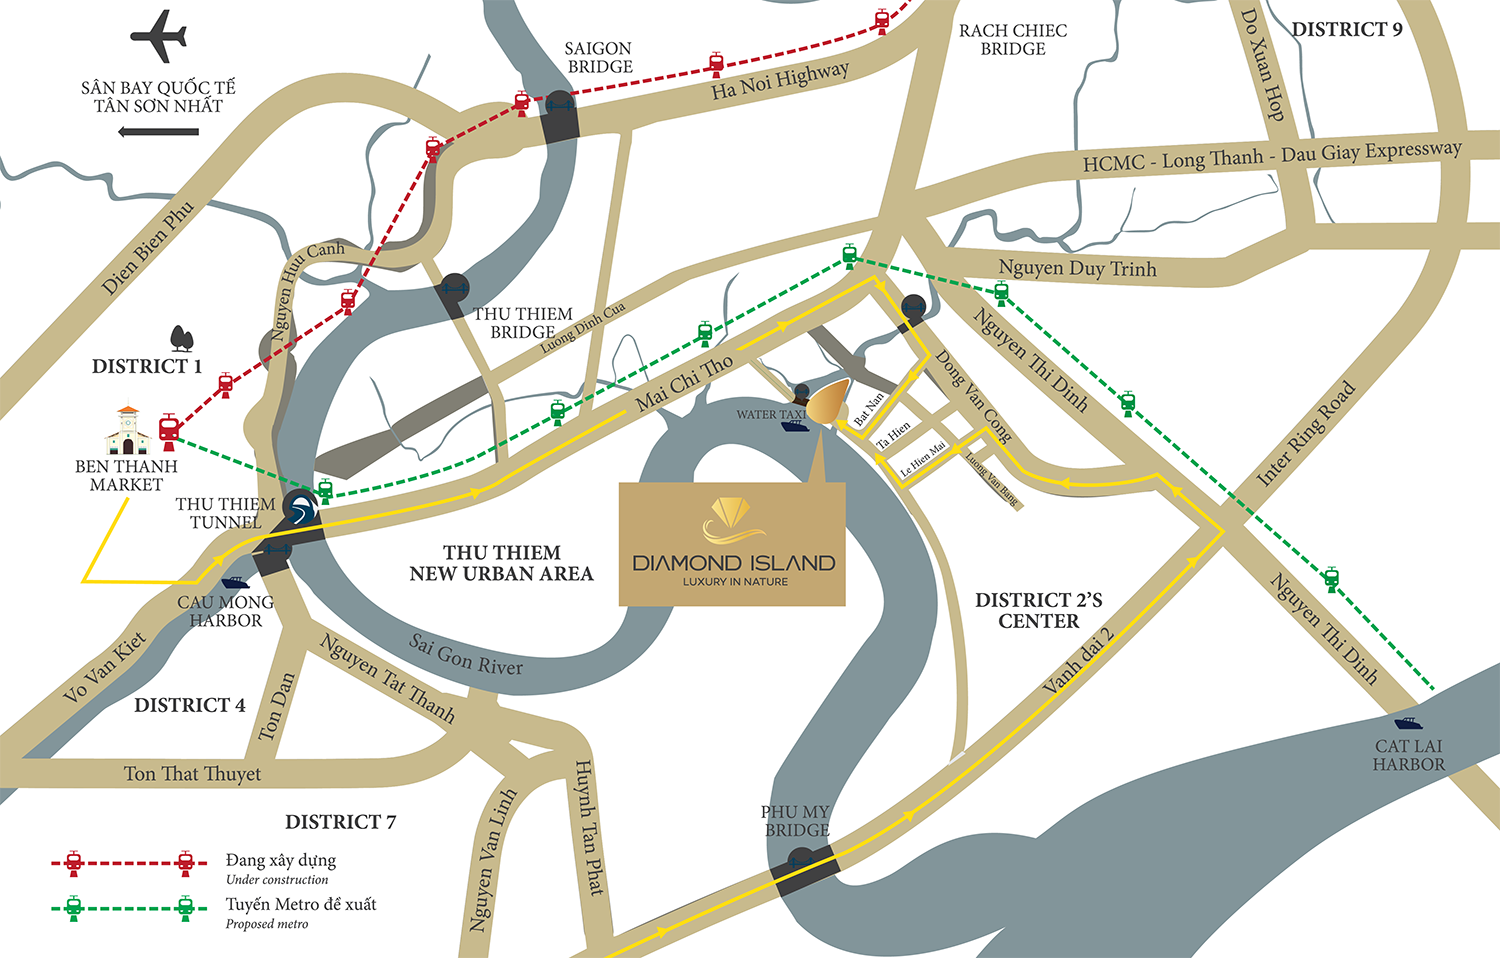 SÂN BAY QUỐC TẾ
TÂN SƠN NHẤT
SAIGON
BRIDGE
RACH CHIEC
BRIDGE
DISTRICT 9
Do Xuan Hop
Ha Noi Highway
HCMC - Long Thanh - Dau Giay Expressway
Dien Bien Phu
Nguyen Huu Canh
Nguyen Duy Trinh
THU THIEM
BRIDGE
Luong Dinh Cua
Nguyen Thi Dinh
DISTRICT 1
Mai Chi Tho
Dong Van Cong
WATER TAXI
Bat Nan
Ta Hien
Le Hien Mai
Luong Van Bang
Inter Ring Road
BEN THANH
MARKET
THU THIEM
TUNNEL
THU THIEM
NEW URBAN AREA
DIAMOND ISLAND
LUXURY IN NATURE
DISTRICT 2'S
CENTER
CAU MONG
HARBOR
Nguyen Thi Dinh
Sai Gon River
Vo Van Kiet
Nguyen Tat Thanh
Vanh dai 2
DISTRICT 4
Ton Dan
CAT LAI
HARBOR
Ton That Thuyet
Huynh Tan Phat
Nguyen Van Linh
PHU MY
BRIDGE
DISTRICT 7
Đang xây dựng
Under construction
Tuyến Metro đề xuất
Proposed metro